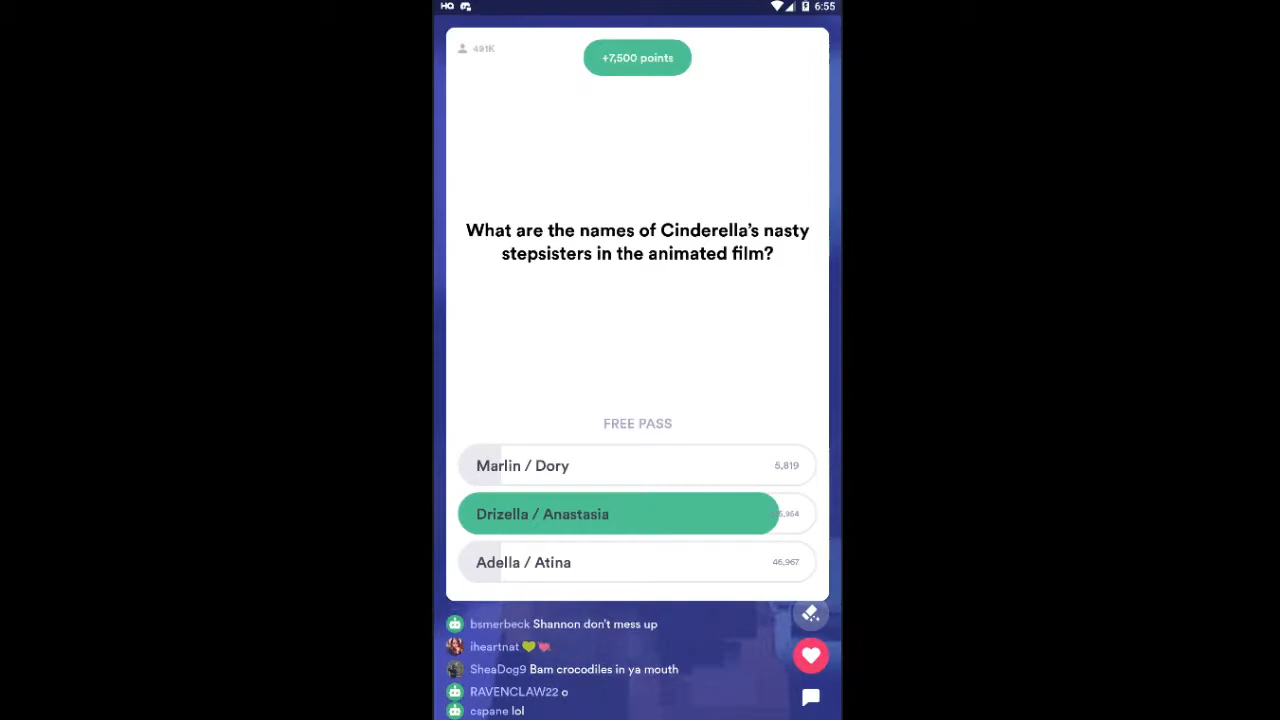 HQ 6:55
491K
+7,500 points
What are the names of Cinderella's nasty
stepsisters in the animated film?
FREE PASS
Marlin / Dory 5,819
Drizella / Anastasia
Adella / Atina 46,967
bsmerbeck Shannon don't mess up
iheartnat 💚 💘
SheaDog9 Bam crocodiles in ya mouth
RAVENCLAW22 o
cspane lol